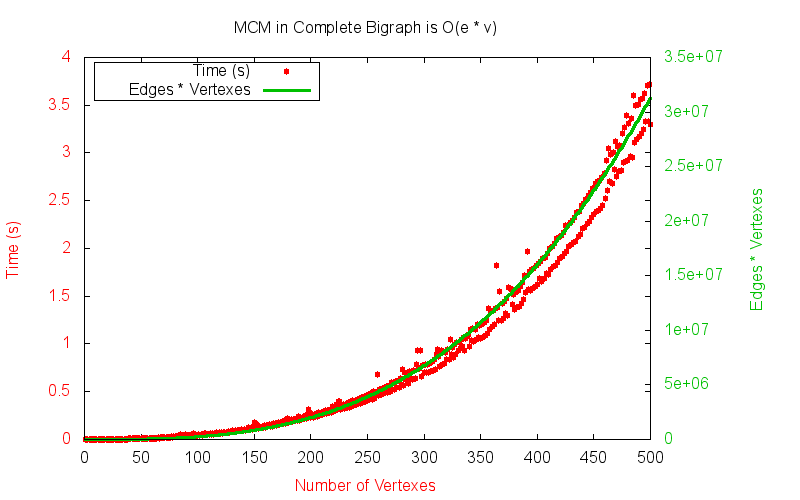 MCM in Complete Bigraph is O(e * v)
Time (s)
Edges * Vertexes
4
3.5
3
2.5
2
1.5
1
0.5
0
3.5e+07
3e+07
2.5e+07
2e+07
1.5e+07
1e+07
5e+06
0
Time (s)
Edges * Vertexes
0 50 100 150 200 250 300 350 400 450 500
Number of Vertexes